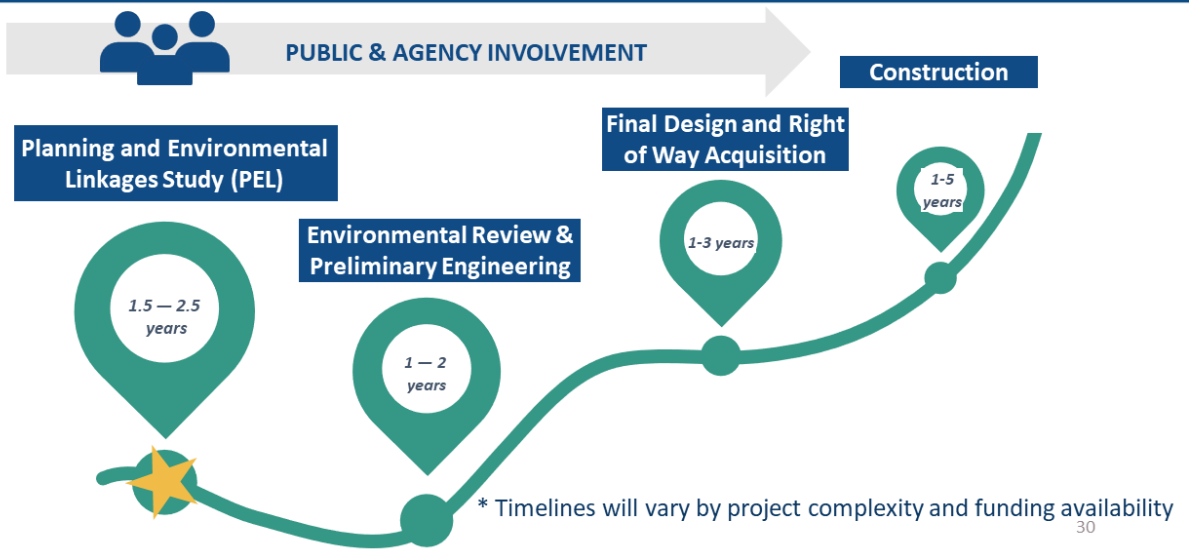 PUBLIC & AGENCY INVOLVEMENT
Construction
Final Design and Right
of Way Acquisition
Planning and Environmental
Linkages Study (PEL)
1-5
years
Environmental Review &
Preliminary Engineering
1-3 years
1.5 — 2.5
years
1 — 2
years
* Timelines will vary by project complexity and funding availability
30